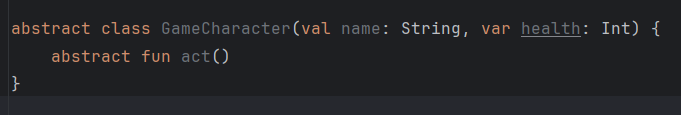 abstract class GameCharacter(val name: String, var health: Int) {
    abstract fun act()
}